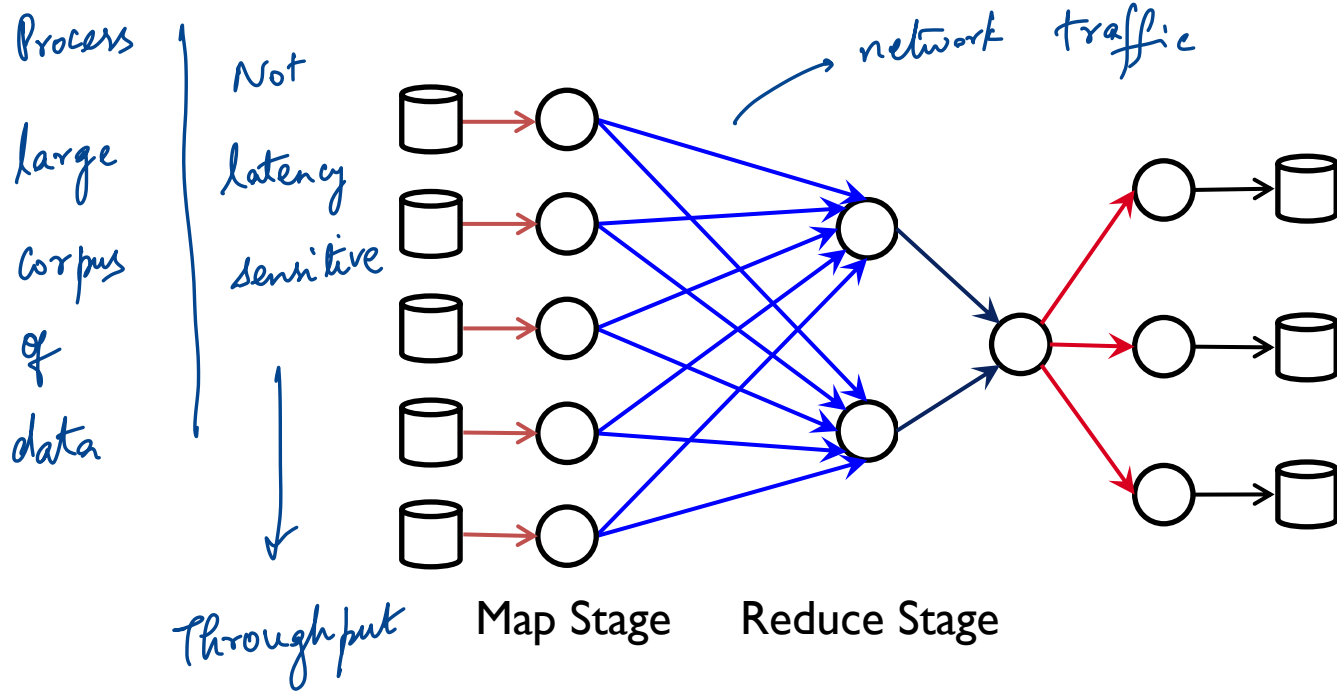 Process
large
corpus
of
data
Not
latency
sensitive
Throughput
network traffic
Map Stage
Reduce Stage